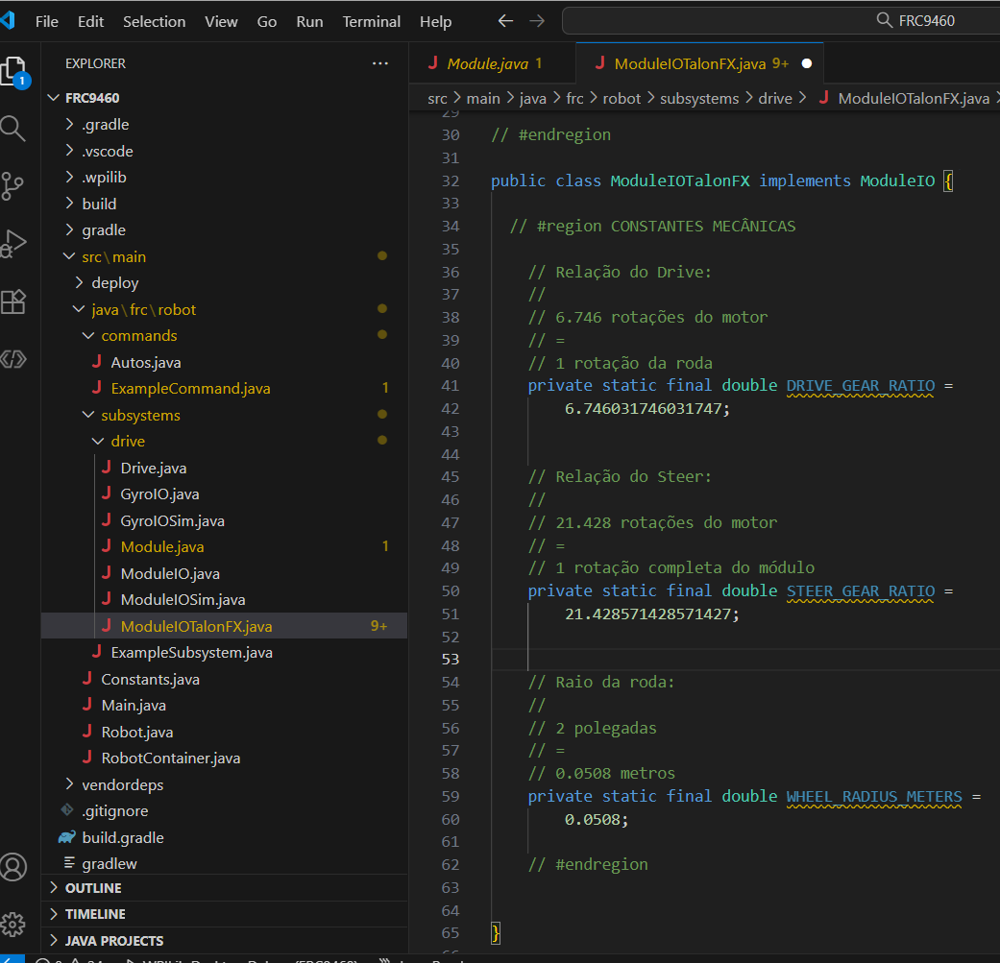 File Edit Selection View Go Run Terminal Help FRC9460
EXPLORER
1
FRC9460
.gradle
.vscode
.wpilib
build
gradle
src\main
deploy
java\frc\robot
commands
Autos.java
ExampleCommand.java 1
subsystems
drive
Drive.java
GyroIO.java
GyroIOSim.java
Module.java 1
ModuleIO.java
ModuleIOSim.java
ModuleIOTalonFX.java 9+
ExampleSubsystem.java
Constants.java
Main.java
Robot.java
RobotContainer.java
vendordeps
.gitignore
build.gradle
gradlew
OUTLINE
TIMELINE
JAVA PROJECTS
Module.java 1 ModuleIOTalonFX.java 9+
src > main > java > frc > robot > subsystems > drive > ModuleIOTalonFX.java >
29
30 // #endregion
31
32 public class ModuleIOTalonFX implements ModuleIO {
33
34 // #region CONSTANTES MECÂNICAS
35
36 // Relação do Drive:
37 //
38 // 6.746 rotações do motor
39 // =
40 // 1 rotação da roda
41 private static final double DRIVE_GEAR_RATIO =
42 6.746031746031747;
43
44
45 // Relação do Steer:
46 //
47 // 21.428 rotações do motor
48 // =
49 // 1 rotação completa do módulo
50 private static final double STEER_GEAR_RATIO =
51 21.428571428571427;
52
53
54 // Raio da roda:
55 //
56 // 2 polegadas
57 // =
58 // 0.0508 metros
59 private static final double WHEEL_RADIUS_METERS =
60 0.0508;
61
62 // #endregion
63
64
65 }